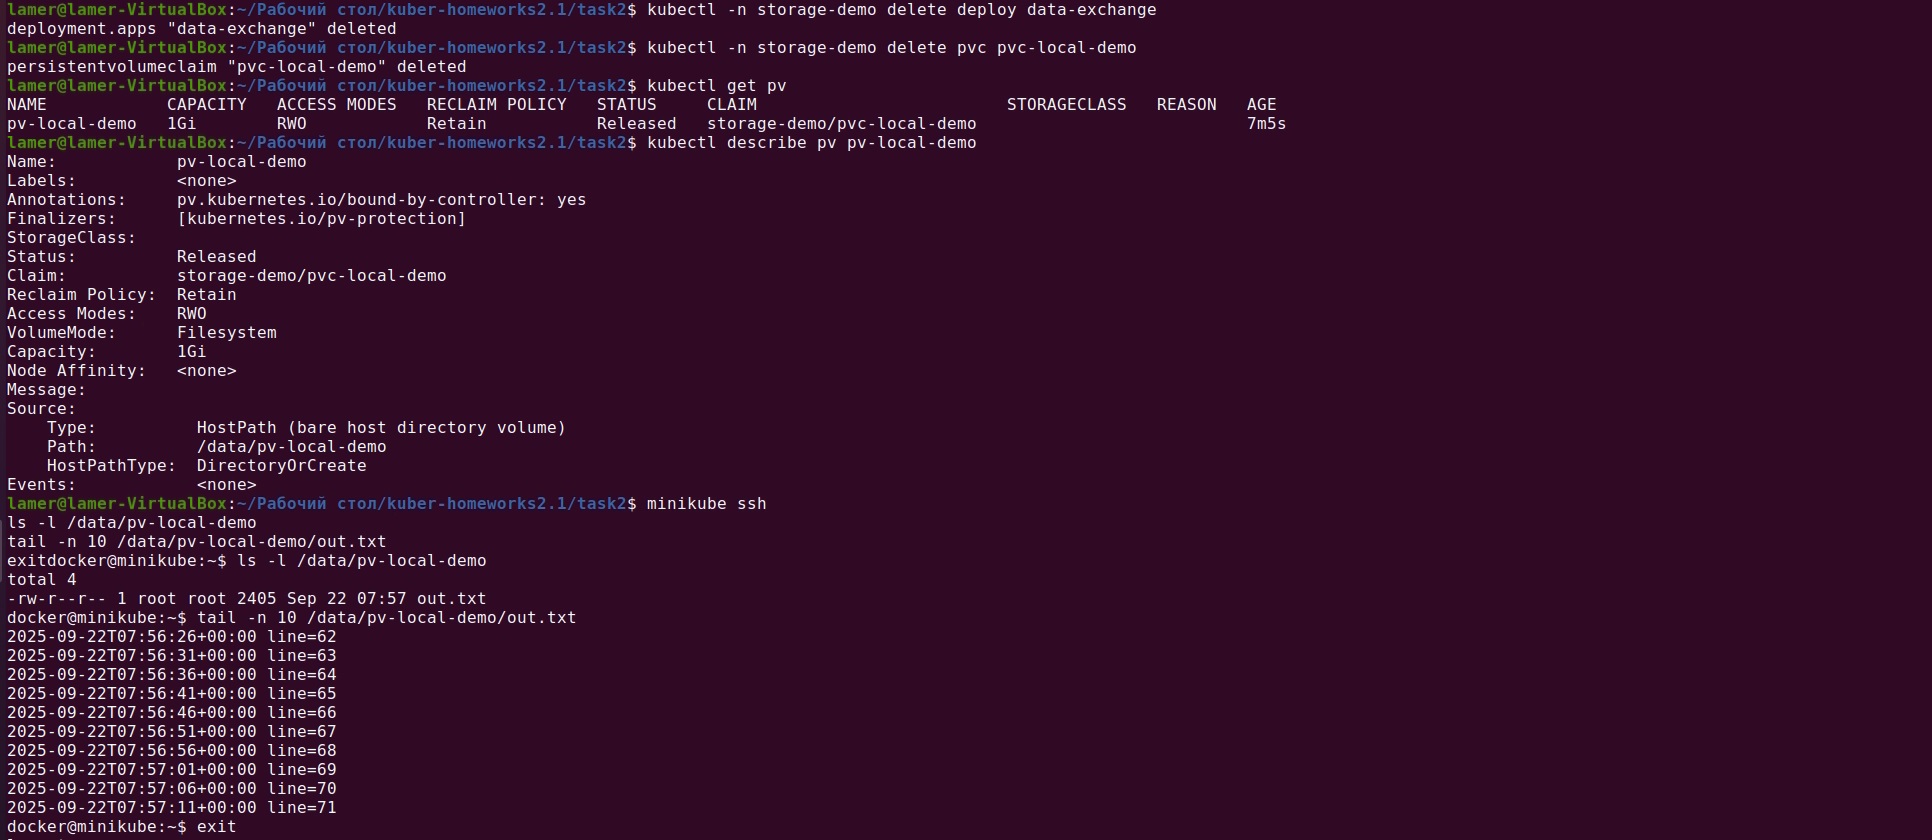 lamer@lamer-VirtualBox:~/Рабочий стол/kuber-homeworks2.1/task2$ kubectl -n storage-demo delete deploy data-exchange
deployment.apps "data-exchange" deleted
lamer@lamer-VirtualBox:~/Рабочий стол/kuber-homeworks2.1/task2$ kubectl -n storage-demo delete pvc pvc-local-demo
persistentvolumeclaim "pvc-local-demo" deleted
lamer@lamer-VirtualBox:~/Рабочий стол/kuber-homeworks2.1/task2$ kubectl get pv
NAME            CAPACITY   ACCESS MODES   RECLAIM POLICY   STATUS     CLAIM                         STORAGECLASS   REASON   AGE
pv-local-demo   1Gi        RWO            Retain           Released   storage-demo/pvc-local-demo                           7m5s
lamer@lamer-VirtualBox:~/Рабочий стол/kuber-homeworks2.1/task2$ kubectl describe pv pv-local-demo
Name:            pv-local-demo
Labels:          <none>
Annotations:     pv.kubernetes.io/bound-by-controller: yes
Finalizers:      [kubernetes.io/pv-protection]
StorageClass:
Status:          Released
Claim:           storage-demo/pvc-local-demo
Reclaim Policy:  Retain
Access Modes:    RWO
VolumeMode:      Filesystem
Capacity:        1Gi
Node Affinity:   <none>
Message:
Source:
    Type:          HostPath (bare host directory volume)
    Path:          /data/pv-local-demo
    HostPathType:  DirectoryOrCreate
Events:            <none>
lamer@lamer-VirtualBox:~/Рабочий стол/kuber-homeworks2.1/task2$ minikube ssh
ls -l /data/pv-local-demo
tail -n 10 /data/pv-local-demo/out.txt
exitdocker@minikube:~$ ls -l /data/pv-local-demo
total 4
-rw-r--r-- 1 root root 2405 Sep 22 07:57 out.txt
docker@minikube:~$ tail -n 10 /data/pv-local-demo/out.txt
2025-09-22T07:56:26+00:00 line=62
2025-09-22T07:56:31+00:00 line=63
2025-09-22T07:56:36+00:00 line=64
2025-09-22T07:56:41+00:00 line=65
2025-09-22T07:56:46+00:00 line=66
2025-09-22T07:56:51+00:00 line=67
2025-09-22T07:56:56+00:00 line=68
2025-09-22T07:57:01+00:00 line=69
2025-09-22T07:57:06+00:00 line=70
2025-09-22T07:57:11+00:00 line=71
docker@minikube:~$ exit